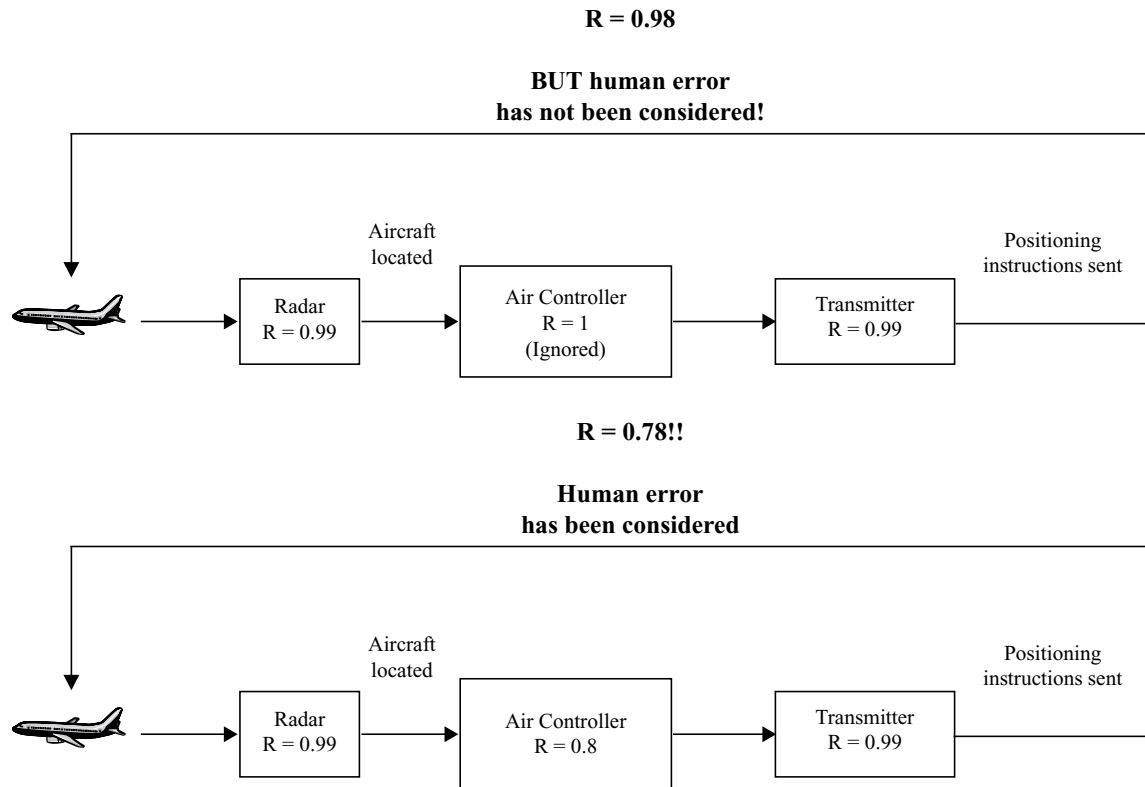 R = 0.98
BUT human error
has not been considered!
Aircraft
located
Positioning
instructions sent
Radar
R = 0.99
Air Controller
R = 1
(Ignored)
Transmitter
R = 0.99
R = 0.78!!
Human error
has been considered
Aircraft
located
Positioning
instructions sent
Radar
R = 0.99
Air Controller
R = 0.8
Transmitter
R = 0.99